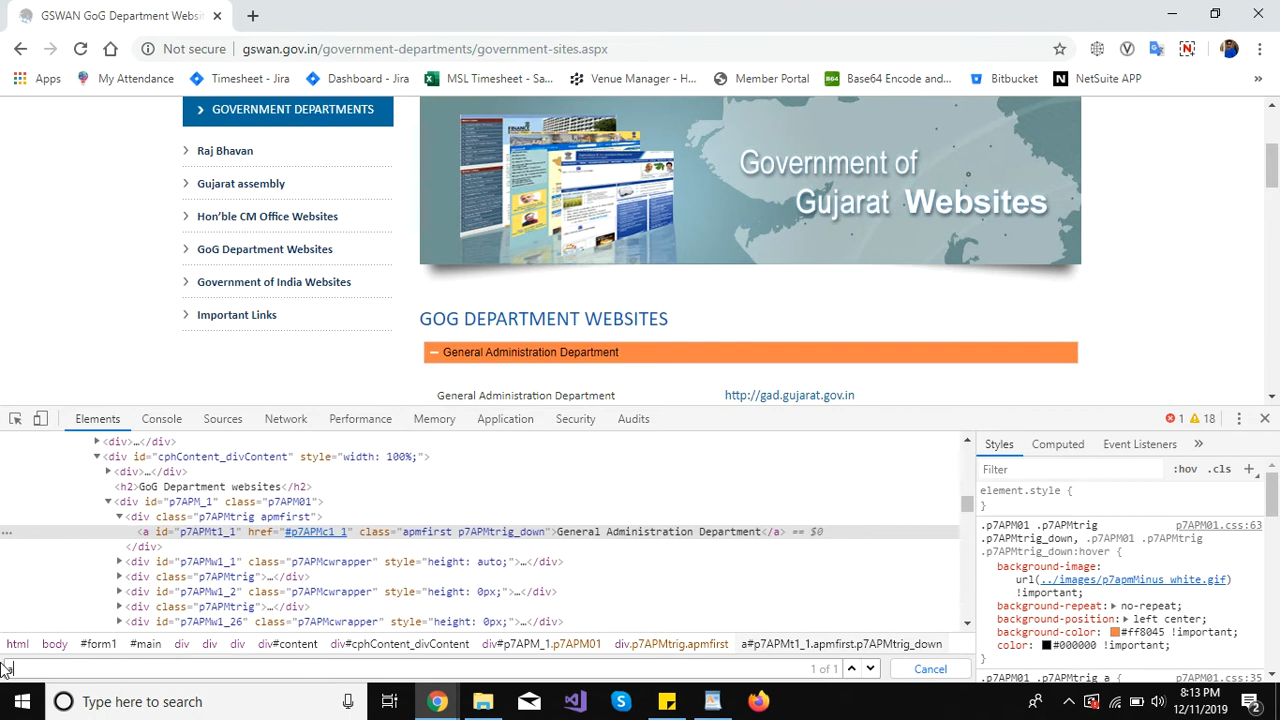 GSWAN GoG Department Websi
Not secure gswan.gov.in/government-departments/government-sites.aspx
Apps My Attendance Timesheet - Jira Dashboard - Jira MSL Timesheet - Sa... Venue Manager - H... Member Portal Base64 Encode and... Bitbucket NetSuite APP »
GOVERNMENT DEPARTMENTS
Raj Bhavan
Gujarat assembly
Hon'ble CM Office Websites
GoG Department Websites
Government of India Websites
Important Links
Government of
Gujarat Websites
GOG DEPARTMENT WEBSITES
General Administration Department
General Administration Department http://gad.gujarat.gov.in
Elements Console Sources Network Performance Memory Application Security Audits 1 18
<div>…</div>
<div id="cphContent_divContent" style="width: 100%;">
<div>…</div>
<h2>GoG Department websites</h2>
<div id="p7APM_1" class="p7APM01">
<div class="p7APMtrig apmfirst">
<a id="p7APMt1_1" href="#p7APMc1_1" class="apmfirst p7APMtrig_down">General Administration Department</a> == $0
</div>
<div id="p7APMw1_1" class="p7APMcwrapper" style="height: auto;">…</div>
<div class="p7APMtrig">…</div>
<div id="p7APMw1_2" class="p7APMcwrapper" style="height: 0px;">…</div>
<div class="p7APMtrig">…</div>
<div id="p7APMw1_26" class="p7APMcwrapper" style="height: 0px;">…</div>
html body #form1 #main div div div#content div#cphContent_divContent div#p7APM_1.p7APM01 div.p7APMtrig.apmfirst a#p7APMt1_1.apmfirst.p7APMtrig_down
1 of 1 Cancel
Styles Computed Event Listeners »
Filter :hov .cls +
element.style {
}
.p7APM01 .p7APMtrig p7APM01.css:63
.p7APMtrig_down, .p7APM01 .p7APMtrig
.p7APMtrig_down:hover {
background-image:
url(../images/p7apmMinus_white.gif)
!important;
background-repeat: no-repeat;
background-position: left center;
background-color: #ff8045 !important;
color: #000000 !important;
}
.p7APM01 .p7APMtrig a { p7APM01.css:35
Type here to search
8:13 PM
12/11/2019
2